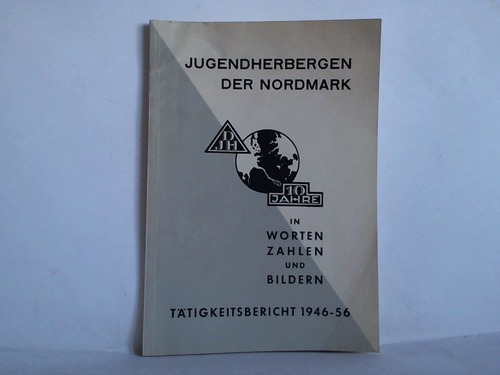 JUGENDHERBERGEN
DER NORDMARK
DJH
10
JAHRE
IN
WORTEN
ZAHLEN
UND
BILDERN
TÄTIGKEITSBERICHT 1946-56